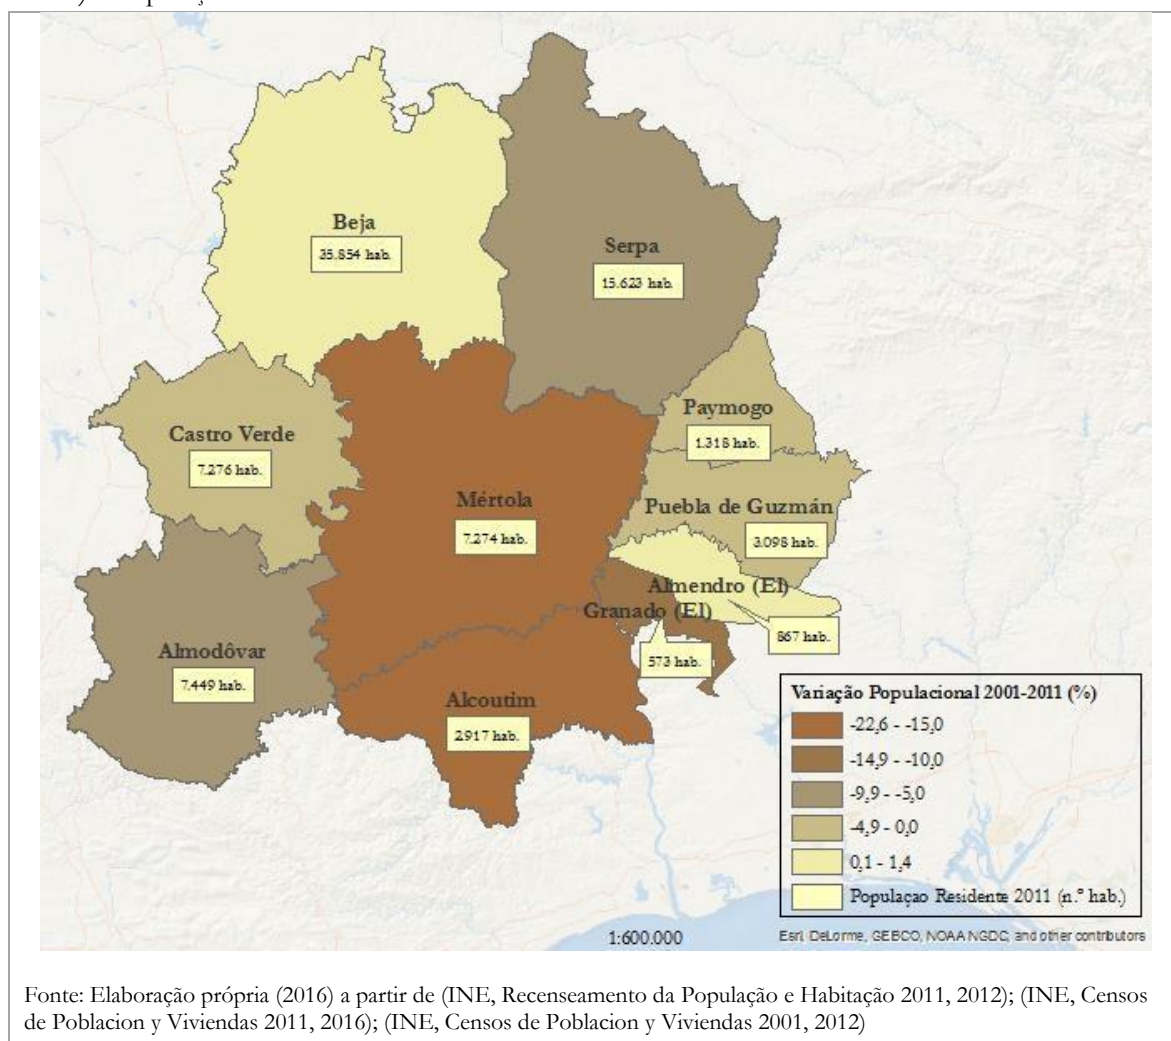 Beja
35.854 hab.
Serpa
15.623 hab.
Paymogo
1.318 hab.
Castro Verde
7.276 hab.
Mértola
7.274 hab.
Puebla de Guzmán
3.098 hab.
Almendro (El)
867 hab.
Granado (El)
573 hab.
Almodôvar
7.449 hab.
Alcoutim
2.917 hab.
Variação Populacional 2001-2011 (%)
-22,6 - -15,0
-14,9 - -10,0
-9,9 - -5,0
-4,9 - 0,0
0,1 - 1,4
População Residente 2011 (n.º hab.)
1:600.000
Esri, DeLorme, GEBCO, NOAA NGDC, and other contributors
Fonte: Elaboração própria (2016) a partir de (INE, Recenseamento da População e Habitação 2011, 2012); (INE, Censos
de Poblacion y Viviendas 2011, 2016); (INE, Censos de Poblacion y Viviendas 2001, 2012)